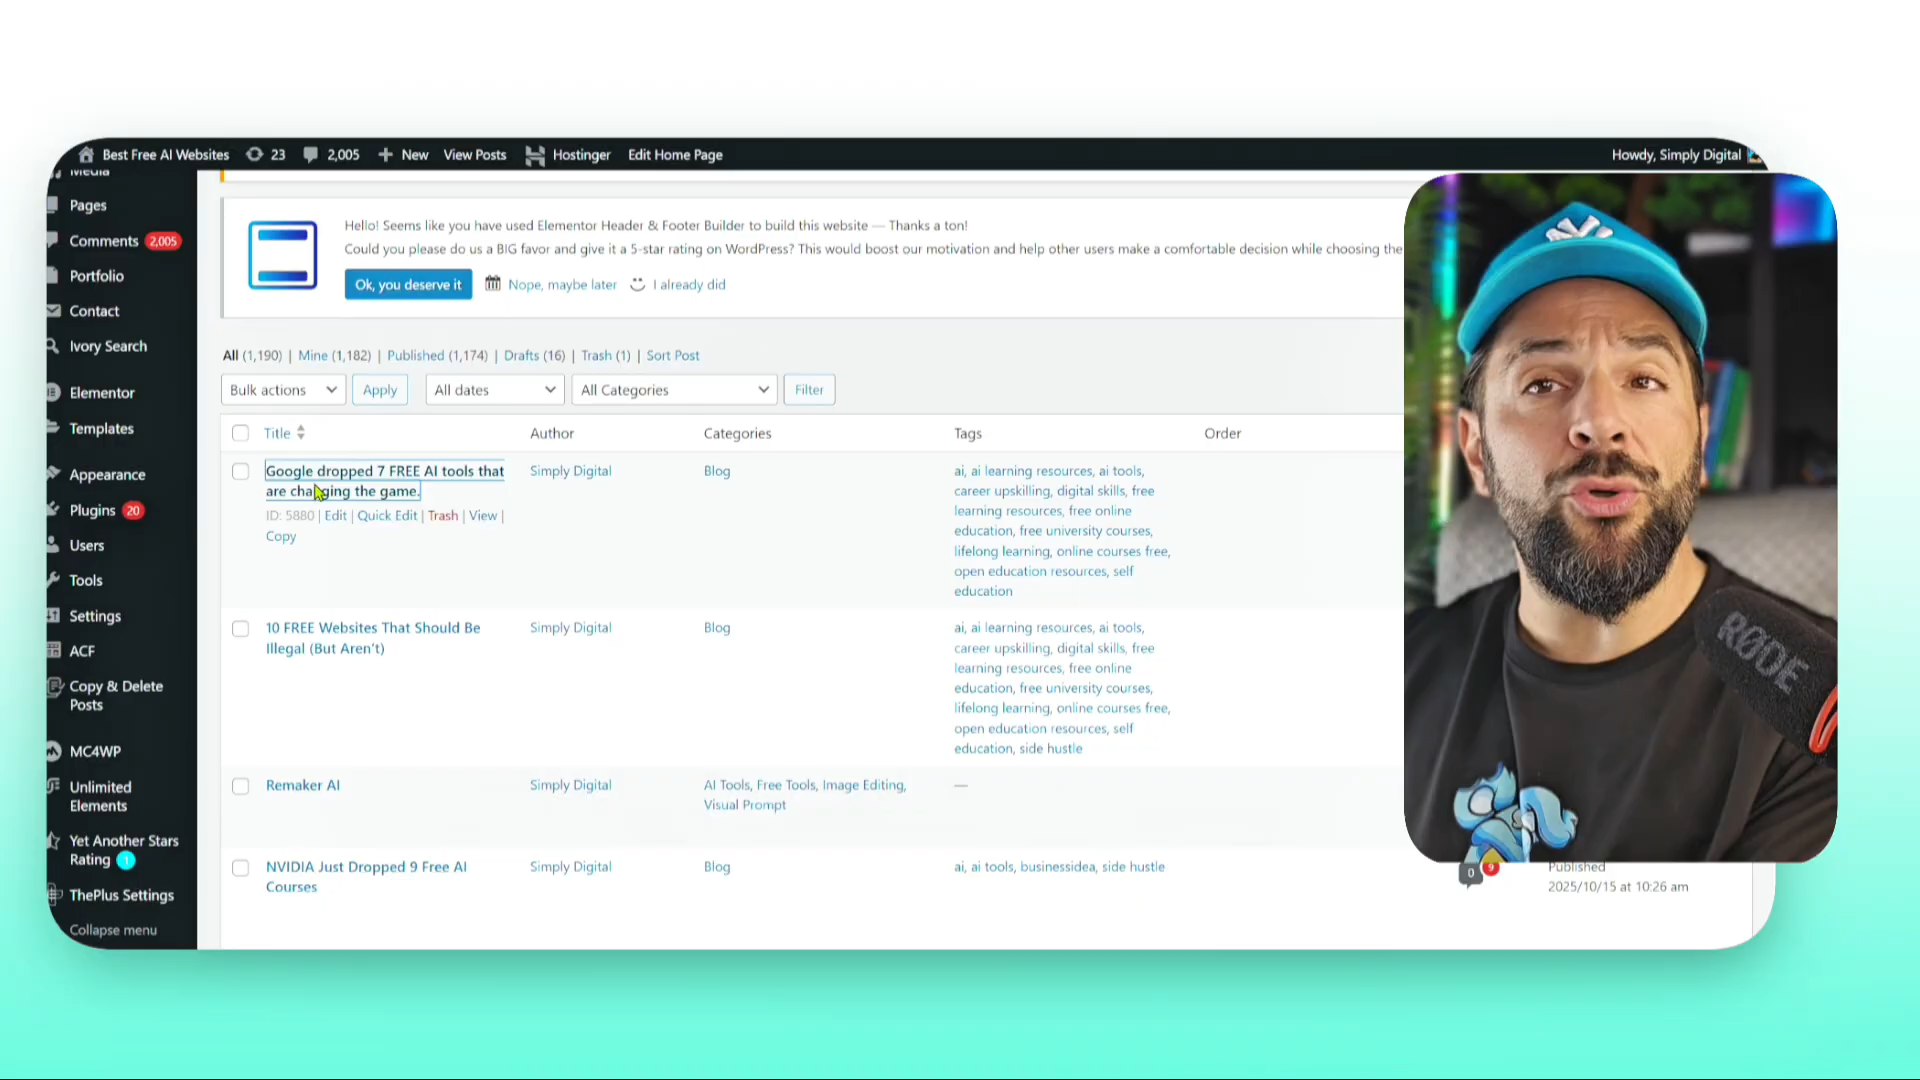 Best Free AI Websites 23 2,005 New View Posts Hostinger Edit Home Page Howdy, Simply Digital
Media
Pages
Comments 2,005
Portfolio
Contact
Ivory Search
Elementor
Templates
Appearance
Plugins 20
Users
Tools
Settings
ACF
Copy & Delete
Posts
MC4WP
Unlimited
Elements
Yet Another Stars
Rating 1
ThePlus Settings
Collapse menu
Hello! Seems like you have used Elementor Header & Footer Builder to build this website — Thanks a ton!
Could you please do us a BIG favor and give it a 5-star rating on WordPress? This would boost our motivation and help other users make a comfortable decision while choosing the
Ok, you deserve it Nope, maybe later I already did
All (1,190) | Mine (1,182) | Published (1,174) | Drafts (16) | Trash (1) | Sort Post
Bulk actions Apply All dates All Categories Filter
Title Author Categories Tags Order
Google dropped 7 FREE AI tools that
are changing the game.
ID: 5880 | Edit | Quick Edit | Trash | View |
Copy
Simply Digital
Blog
ai, ai learning resources, ai tools,
career upskilling, digital skills, free
learning resources, free online
education, free university courses,
lifelong learning, online courses free,
open education resources, self
education
10 FREE Websites That Should Be
Illegal (But Aren't)
Simply Digital
Blog
ai, ai learning resources, ai tools,
career upskilling, digital skills, free
learning resources, free online
education, free university courses,
lifelong learning, online courses free,
open education resources, self
education, side hustle
Remaker AI
Simply Digital
AI Tools, Free Tools, Image Editing,
Visual Prompt
—
NVIDIA Just Dropped 9 Free AI
Courses
Simply Digital
Blog
ai, ai tools, businessidea, side hustle
0 9
Published
2025/10/15 at 10:26 am
RØDE